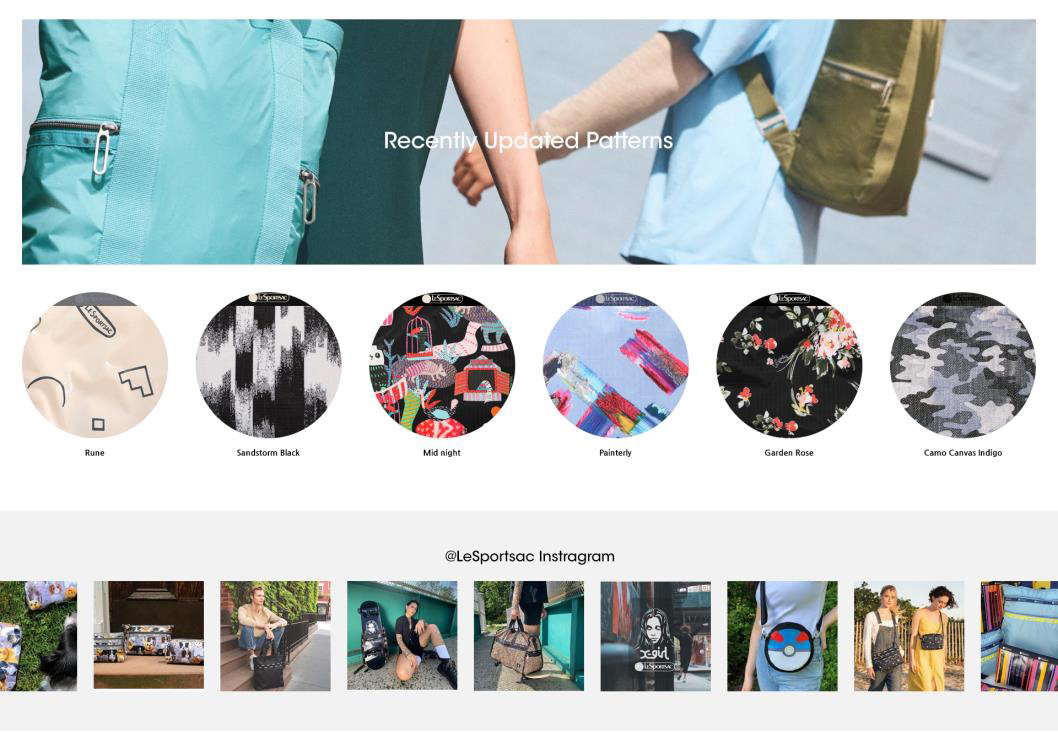 Recently Updated Patterns
LeSportsac
LeSportsac
LeSportsac
LeSportsac
LeSportsac
LeSportsac
Rune
Sandstorm Black
Mid night
Painterly
Garden Rose
Camo Canvas Indigo
@LeSportsac Instragram
x-girl
LeSportsac